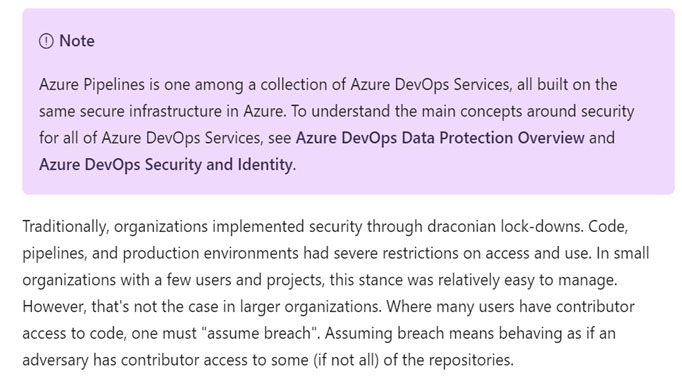 Note
Azure Pipelines is one among a collection of Azure DevOps Services, all built on the
same secure infrastructure in Azure. To understand the main concepts around security
for all of Azure DevOps Services, see Azure DevOps Data Protection Overview and
Azure DevOps Security and Identity.
Traditionally, organizations implemented security through draconian lock-downs. Code,
pipelines, and production environments had severe restrictions on access and use. In small
organizations with a few users and projects, this stance was relatively easy to manage.
However, that's not the case in larger organizations. Where many users have contributor
access to code, one must "assume breach". Assuming breach means behaving as if an
adversary has contributor access to some (if not all) of the repositories.